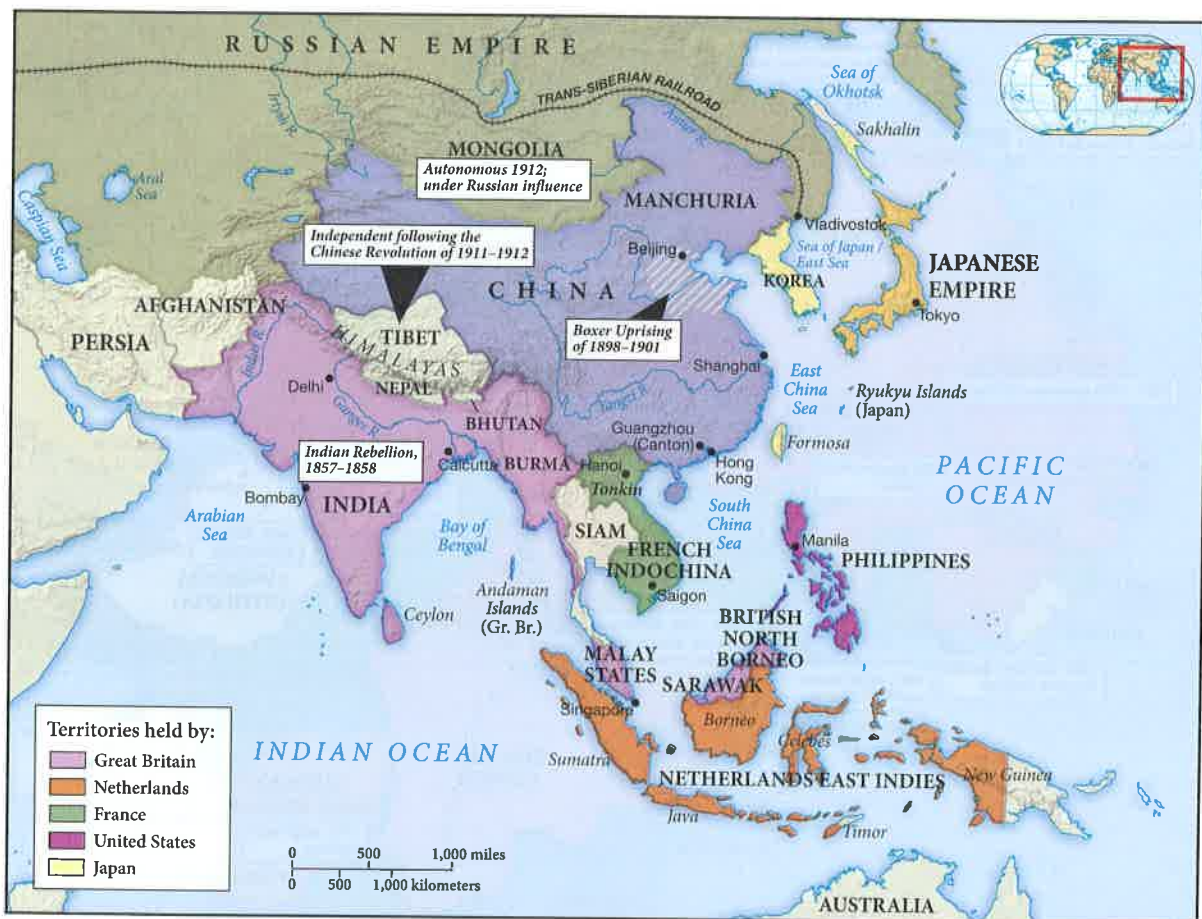 RUSSIAN EMPIRE
TRANS-SIBERIAN RAILROAD
Sea of
Okhotsk
Sakhalin
Irtysh R.
Amur R.
MONGOLIA
Autonomous 1912;
under Russian influence
MANCHURIA
Aral
Sea
Caspian Sea
Vladivostok
Independent following the
Chinese Revolution of 1911–1912
Beijing
Sea of Japan /
East Sea
KOREA
JAPANESE
EMPIRE
Tokyo
CHINA
AFGHANISTAN
PERSIA
Indus R.
TIBET
HIMALAYAS
NEPAL
Boxer Uprising
of 1898–1901
Shanghai
East
China
Sea
Ryukyu Islands
(Japan)
Delhi
Ganges R.
Yangzi R.
BHUTAN
Guangzhou
(Canton)
Formosa
Indian Rebellion,
1857–1858
Calcutta
BURMA
Hanoi
Tonkin
Hong
Kong
PACIFIC
OCEAN
Bombay
INDIA
Arabian
Sea
Bay of
Bengal
SIAM
South
China
Sea
Manila
PHILIPPINES
FRENCH
INDOCHINA
Saigon
Andaman
Islands
(Gr. Br.)
Ceylon
BRITISH
NORTH
BORNEO
MALAY
STATES
SARAWAK
Singapore
Borneo
Celebes
Sumatra
NETHERLANDS EAST INDIES
New Guinea
Java
Timor
INDIAN OCEAN
AUSTRALIA
Territories held by:
Great Britain
Netherlands
France
United States
Japan
0 500 1,000 miles
0 500 1,000 kilometers